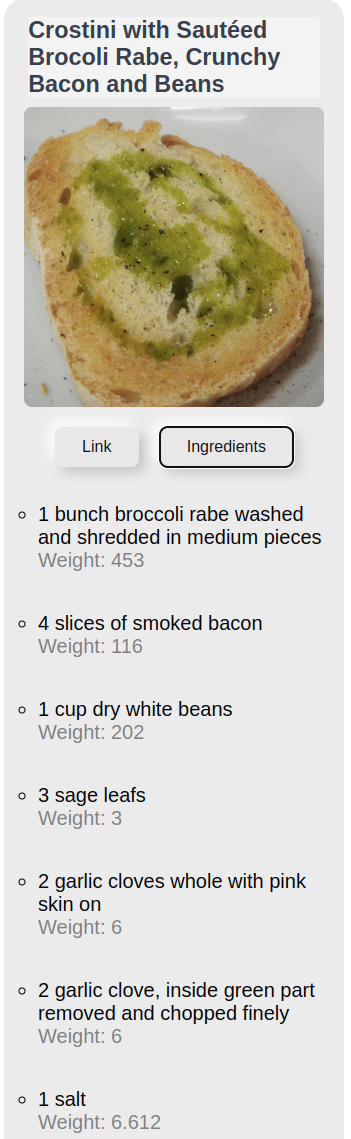 Crostini with Sautéed
Brocoli Rabe, Crunchy
Bacon and Beans
Link
Ingredients
1 bunch broccoli rabe washed
and shredded in medium pieces
Weight: 453
4 slices of smoked bacon
Weight: 116
1 cup dry white beans
Weight: 202
3 sage leafs
Weight: 3
2 garlic cloves whole with pink
skin on
Weight: 6
2 garlic clove, inside green part
removed and chopped finely
Weight: 6
1 salt
Weight: 6.612